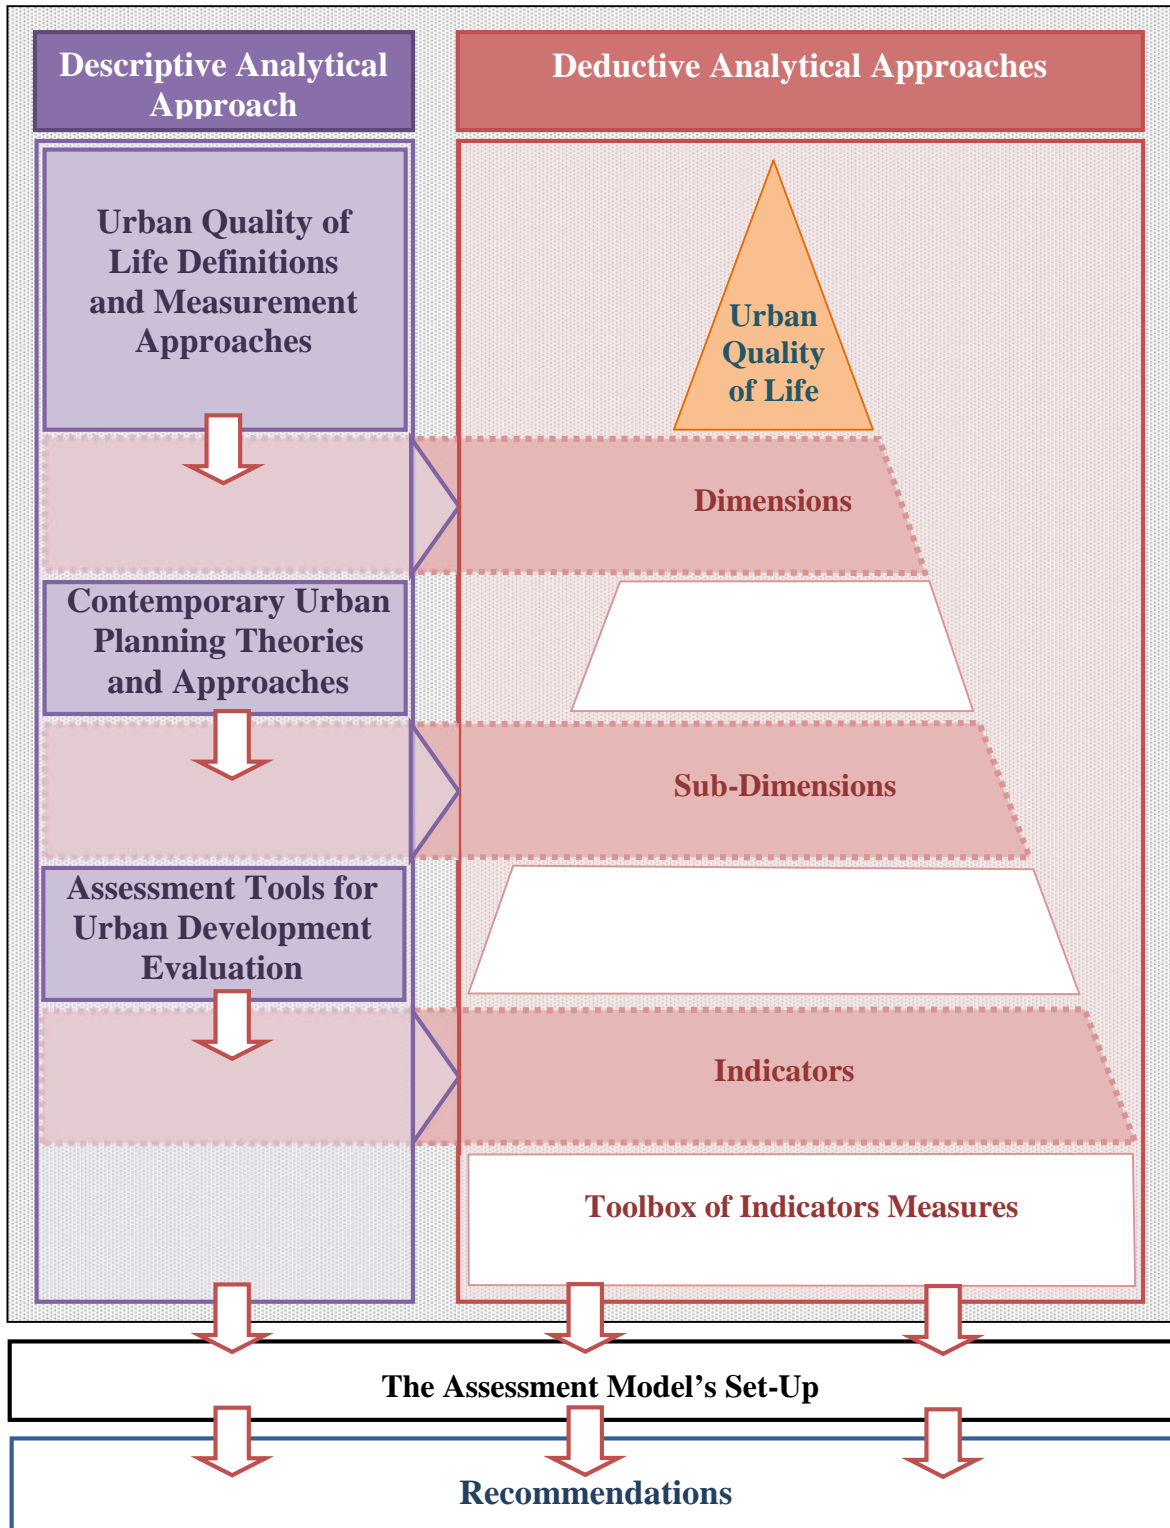 Descriptive Analytical
Approach
Deductive Analytical Approaches
Urban Quality of
Life Definitions
and Measurement
Approaches
Urban
Quality
of Life
Dimensions
Contemporary Urban
Planning Theories
and Approaches
Sub-Dimensions
Assessment Tools for
Urban Development
Evaluation
Indicators
Toolbox of Indicators Measures
The Assessment Model’s Set-Up
Recommendations